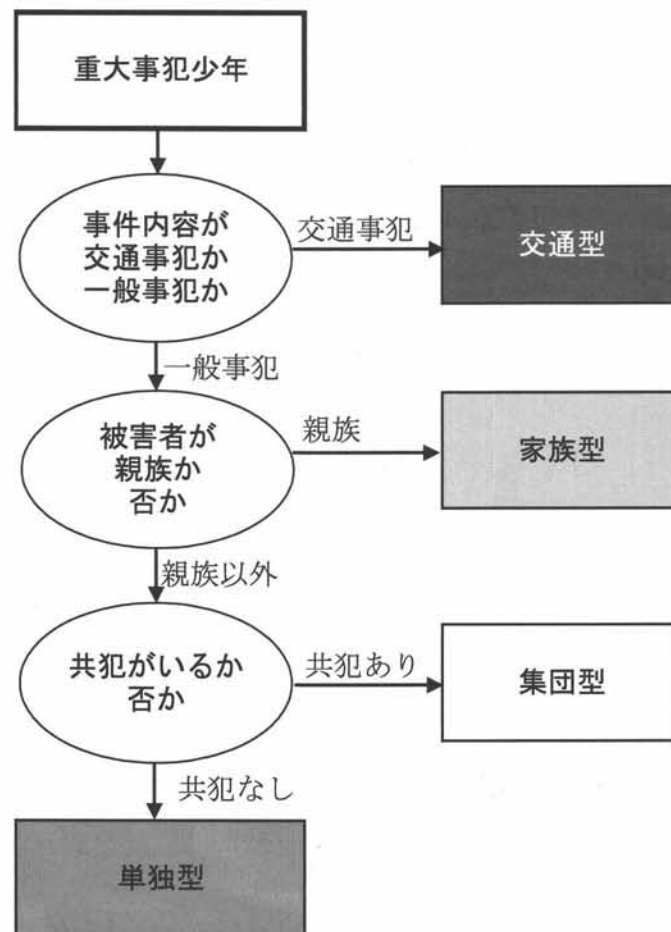 重大事犯少年
事件内容が
交通事犯か
一般事犯か
交通事犯
交通型
一般事犯
被害者が
親族か
否か
親族
家族型
親族以外
共犯がいるか
否か
共犯あり
集団型
共犯なし
単独型